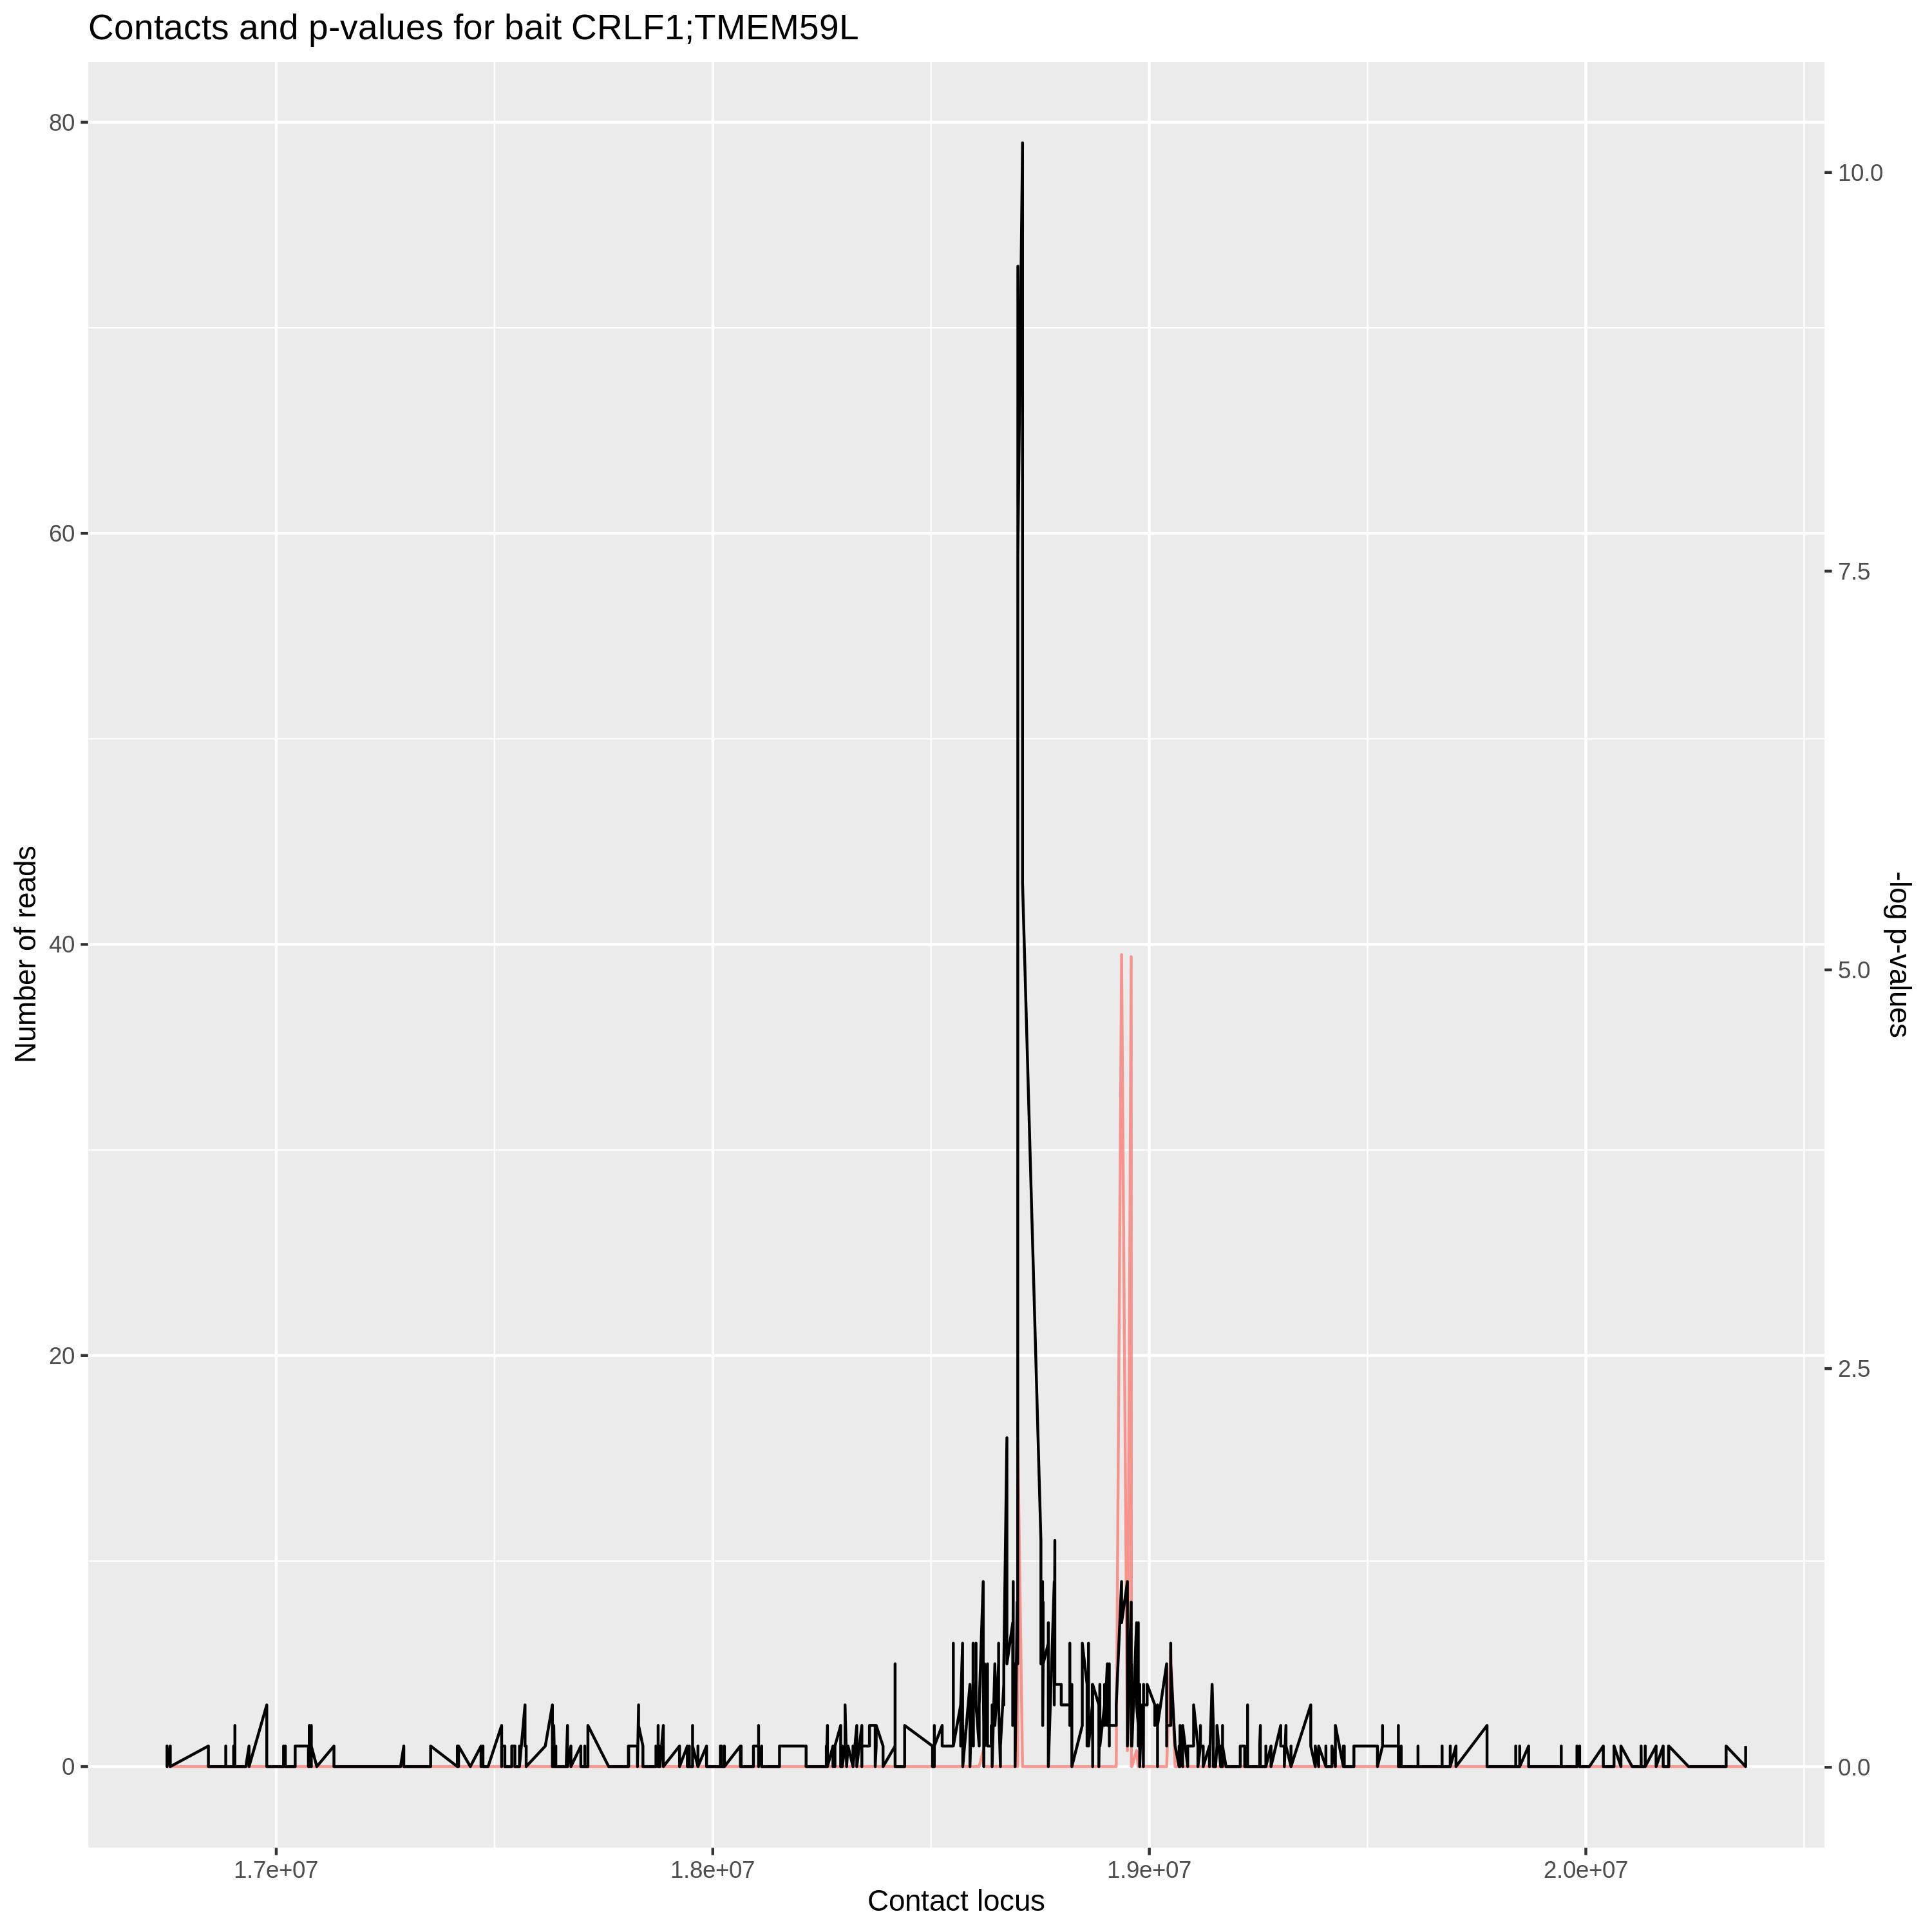 Contacts and p-values for bait CRLF1;TMEM59L
80
60
40
20
0
Number of reads
10.0
7.5
5.0
2.5
0.0
-log p-values
1.7e+07
1.8e+07
1.9e+07
2.0e+07
Contact locus